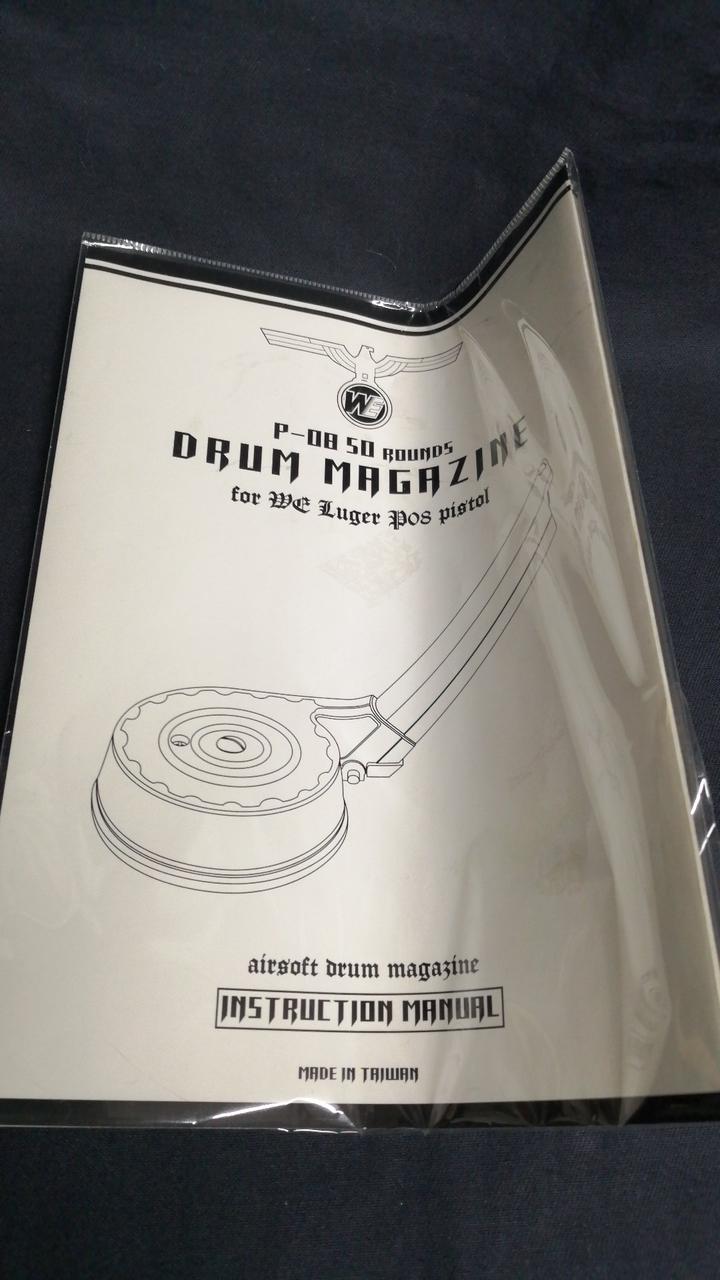 WE
P-08 50 ROUNDS
DRUM MAGAZINE
for WE Luger P08 pistol
airsoft drum magazine
INSTRUCTION MANUAL
MADE IN TAIWAN